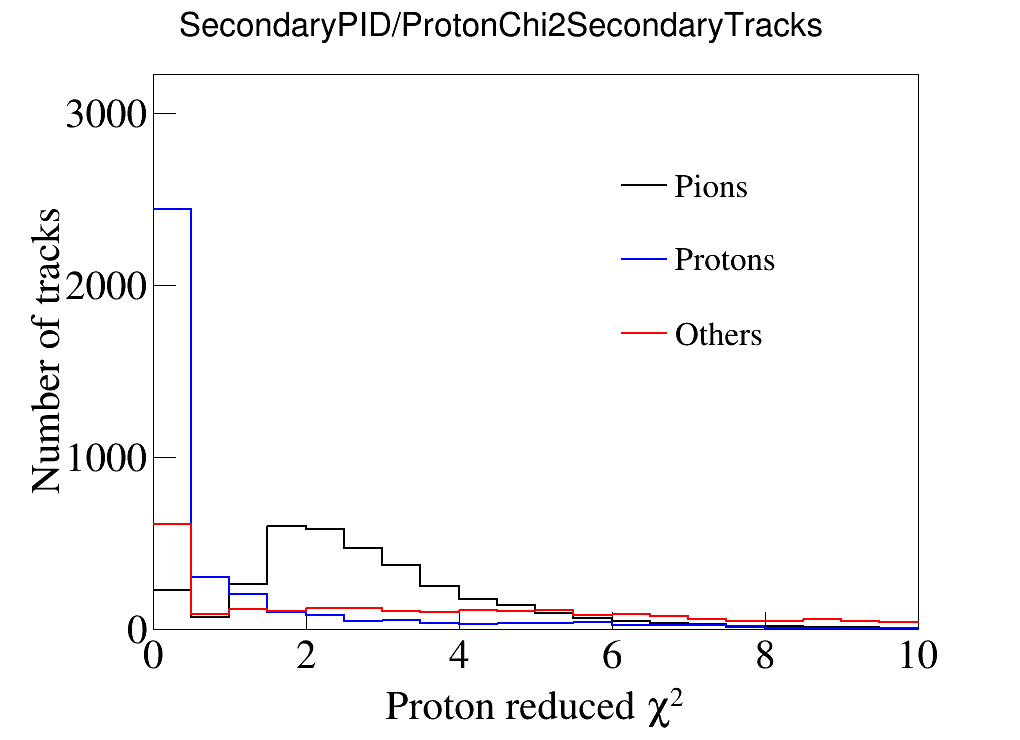 SecondaryPID/ProtonChi2SecondaryTracks
Number of tracks
3000
2000
1000
0
Pions
Protons
Others
0 2 4 6 8 10
Proton reduced χ²